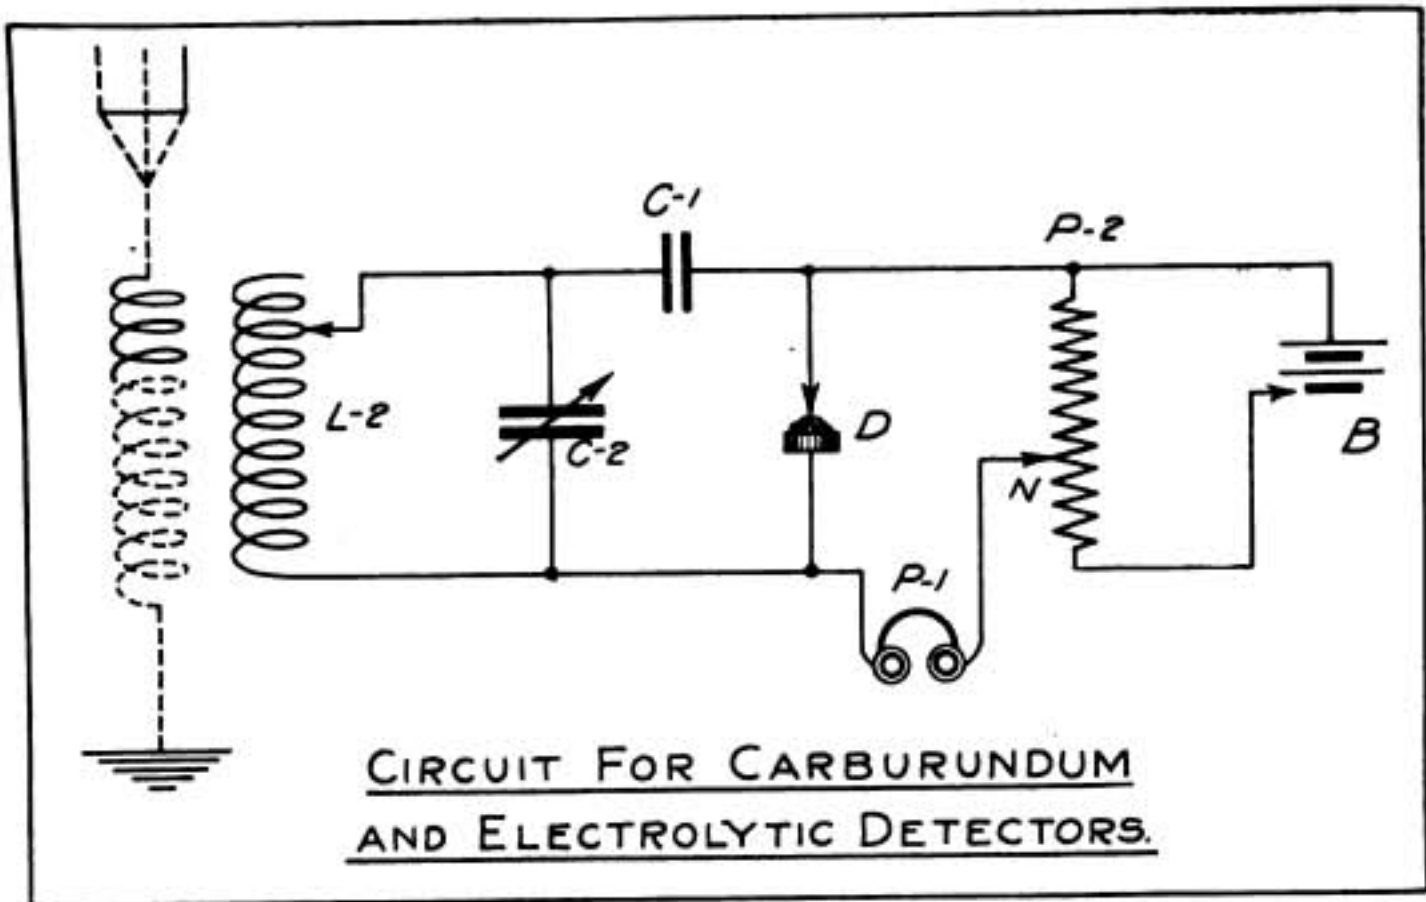 C-1
P-2
L-2
C-2
D
B
N
P-1
CIRCUIT FOR CARBURUNDUM
AND ELECTROLYTIC DETECTORS.